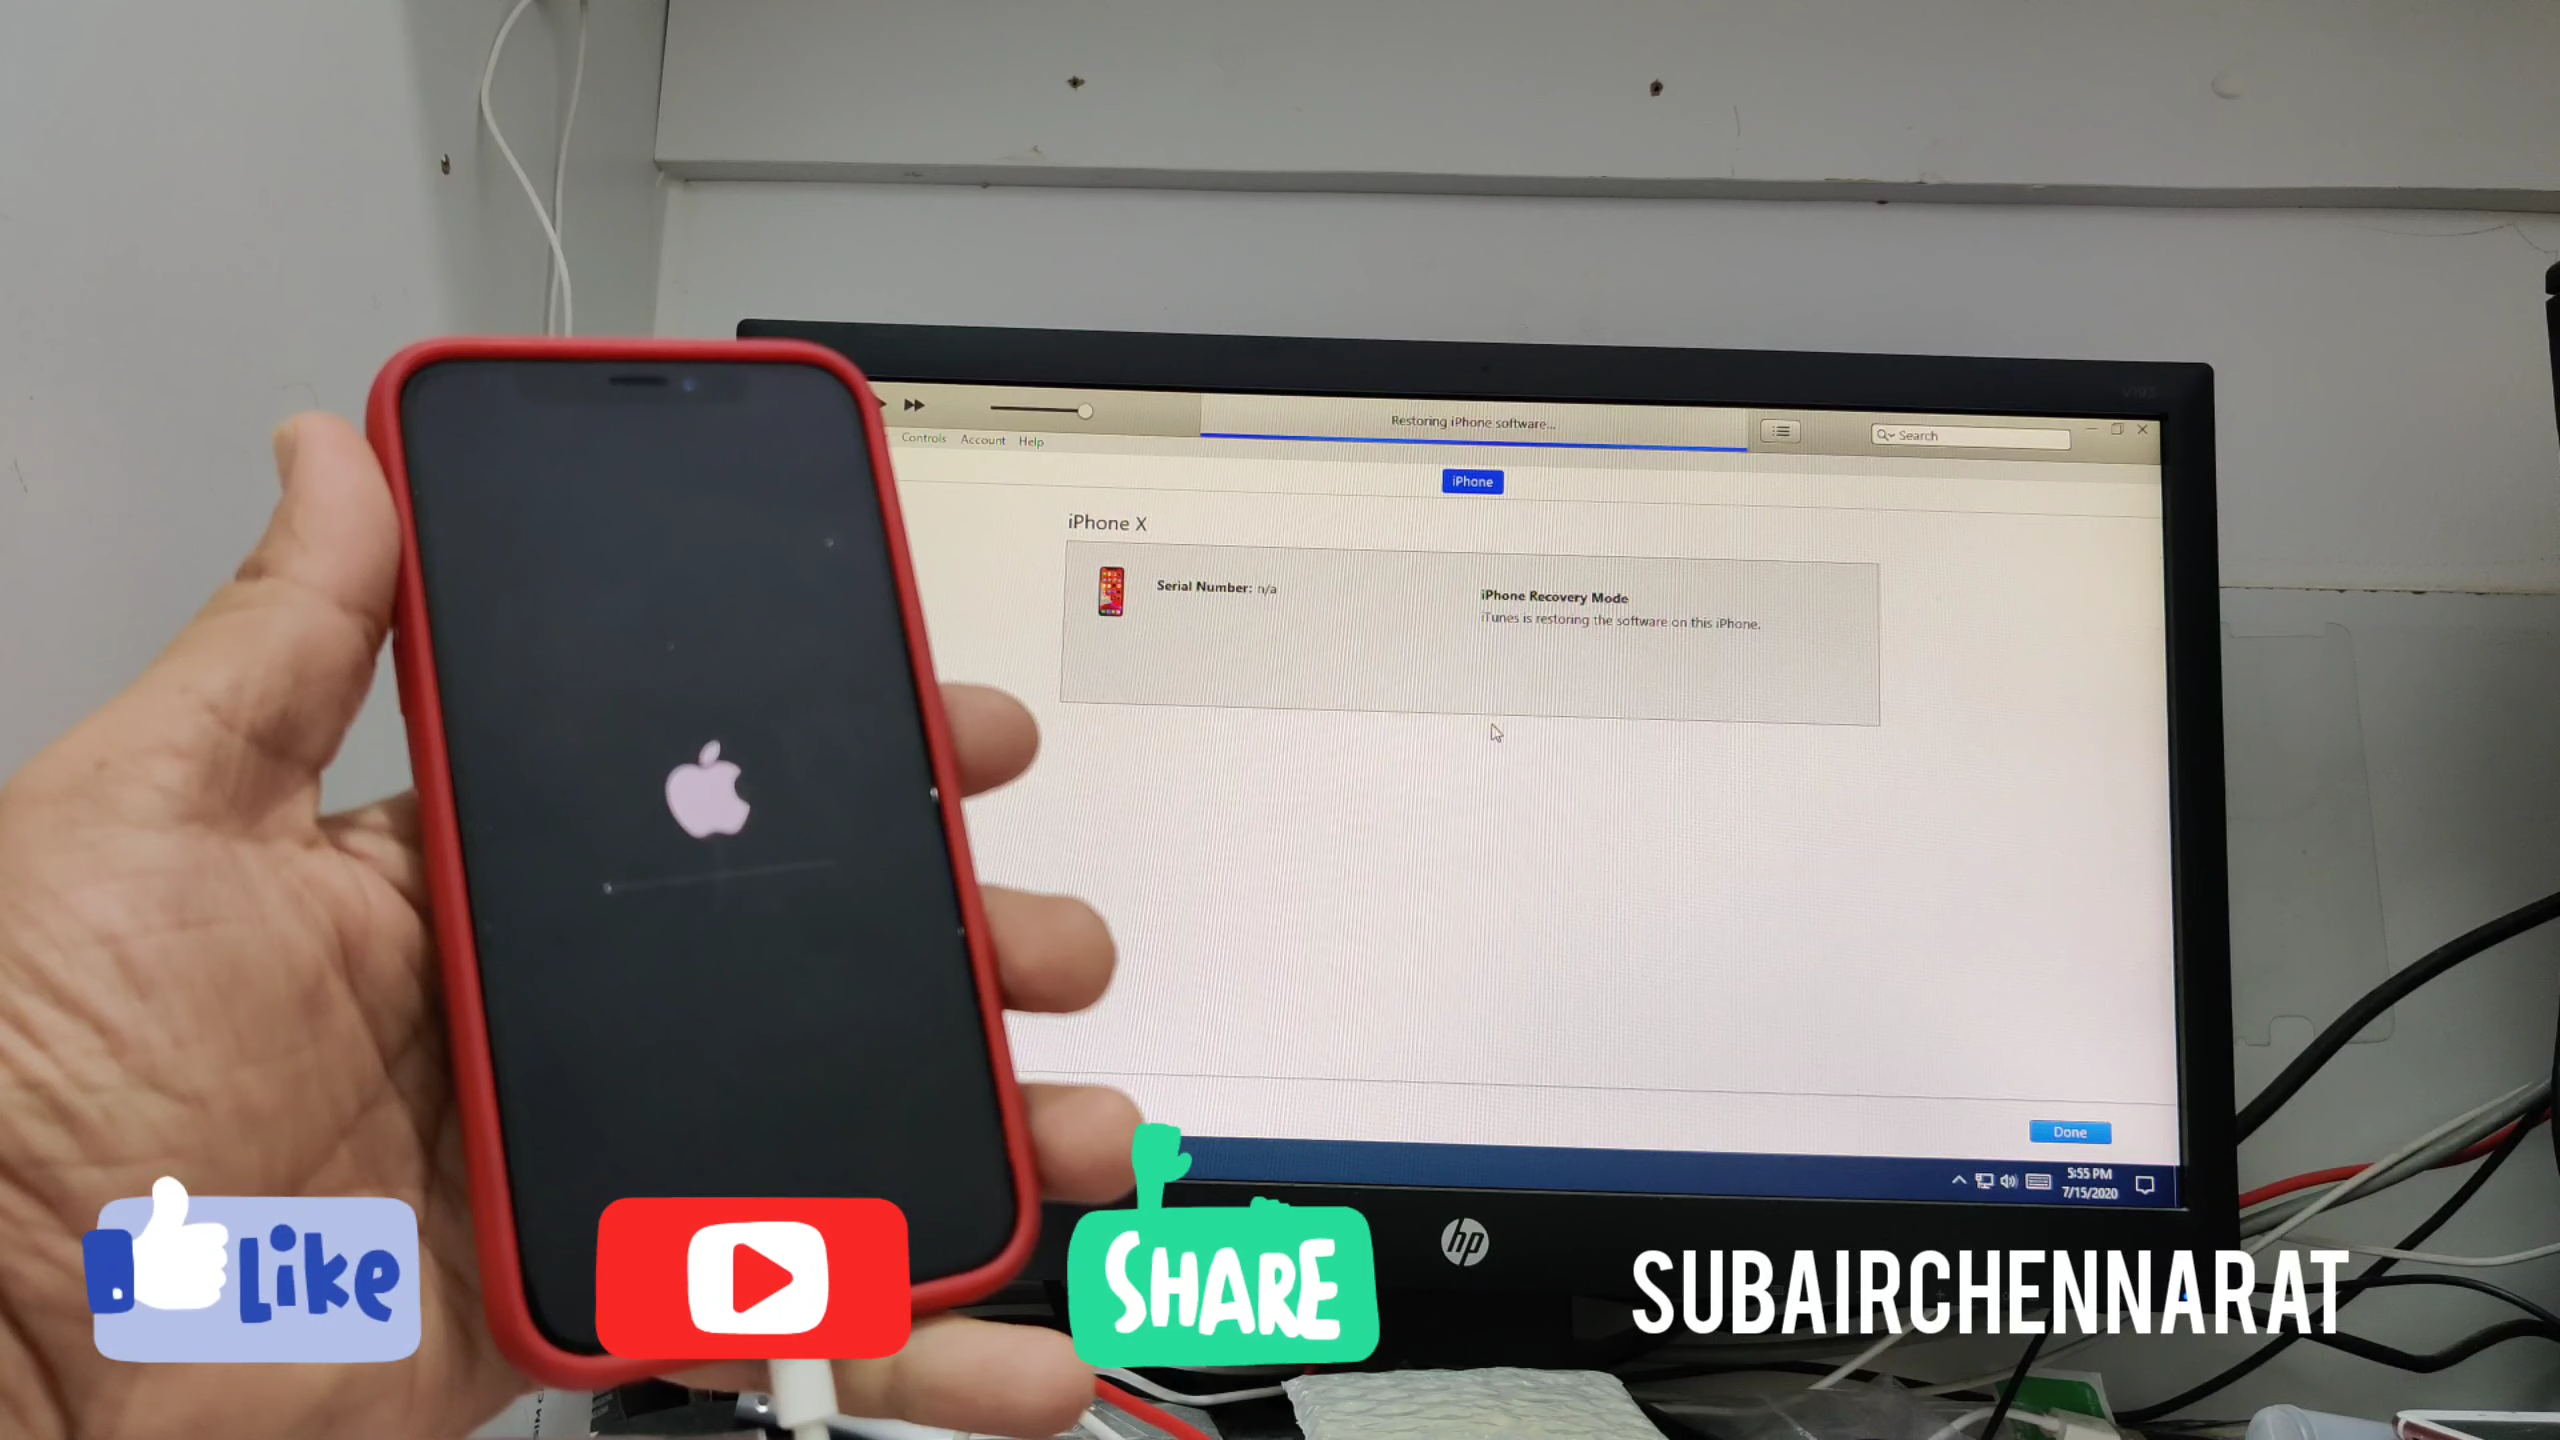 Restoring iPhone software...
Search
Controls Account Help
iPhone
iPhone X
Serial Number: n/a
iPhone Recovery Mode
iTunes is restoring the software on this iPhone.
Done
5:55 PM
7/15/2020
hp
Like
SHARE
SUBAIRCHENNARAT